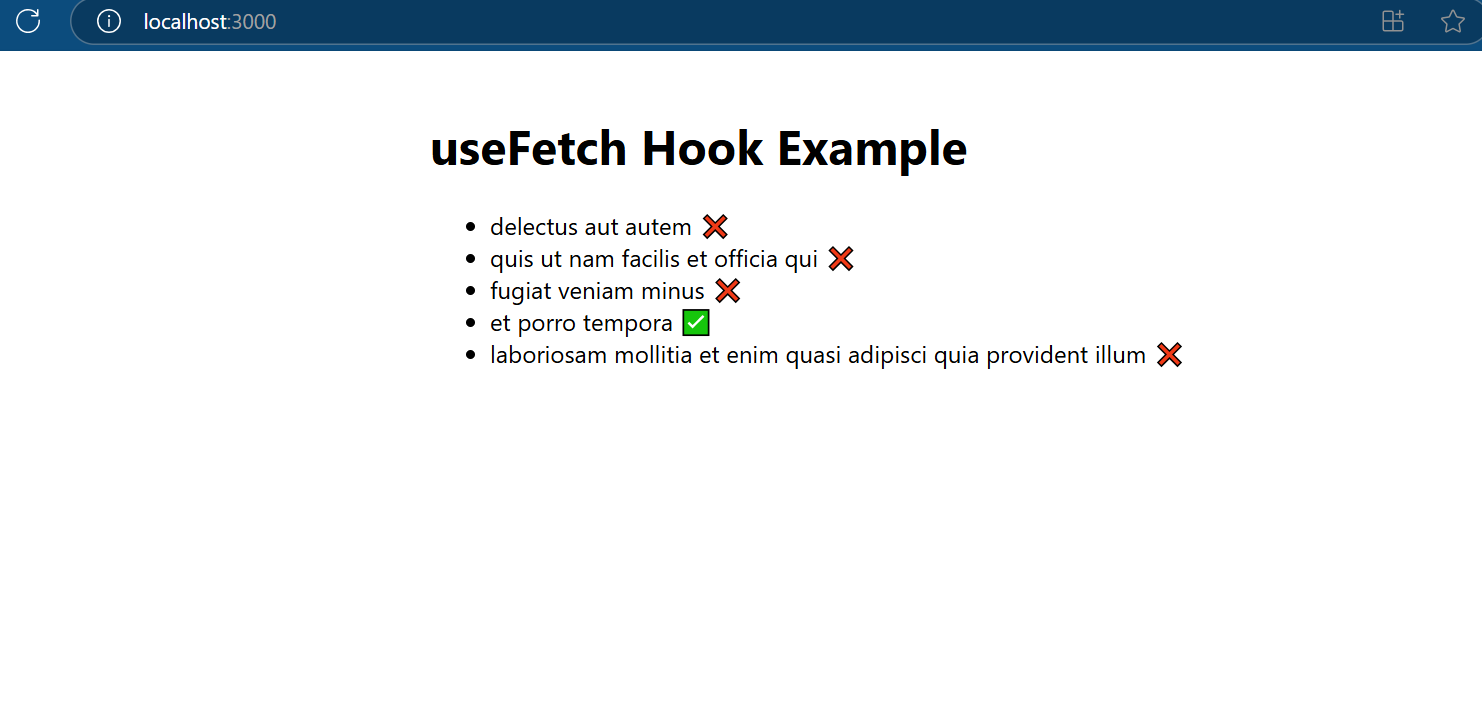 localhost:3000
useFetch Hook Example
• delectus aut autem ❌
• quis ut nam facilis et officia qui ❌
• fugiat veniam minus ❌
• et porro tempora ✅
• laboriosam mollitia et enim quasi adipisci quia provident illum ❌